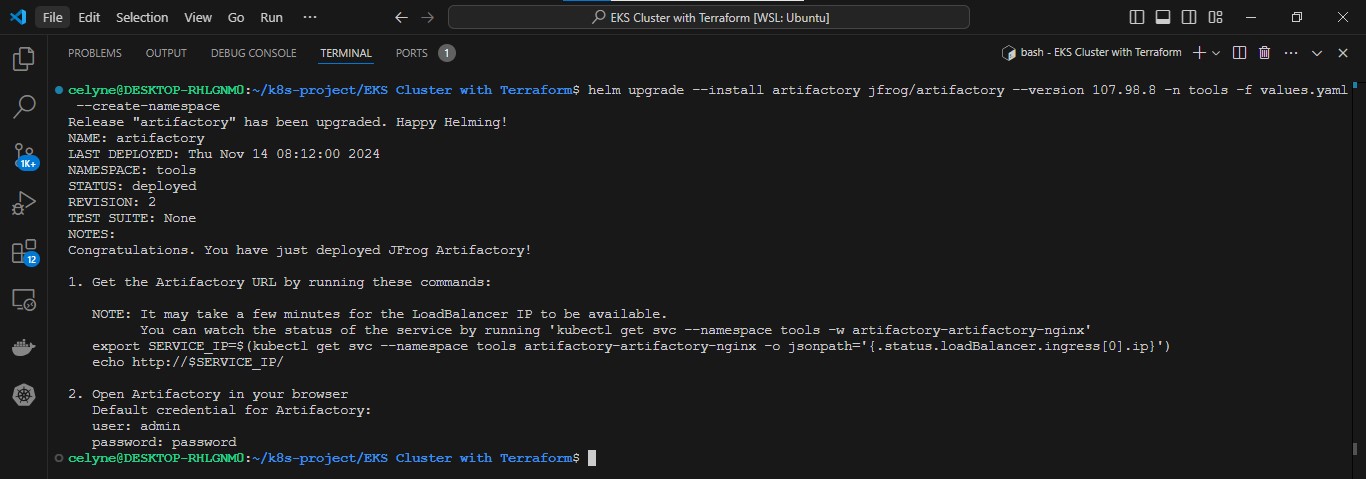 File Edit Selection View Go Run ··· ← → EKS Cluster with Terraform [WSL: Ubuntu]
PROBLEMS OUTPUT DEBUG CONSOLE TERMINAL PORTS 1 bash - EKS Cluster with Terraform
1K+
12
celyne@DESKTOP-RHLGNM0:~/k8s-project/EKS Cluster with Terraform$ helm upgrade --install artifactory jfrog/artifactory --version 107.98.8 -n tools -f values.yaml
--create-namespace
Release "artifactory" has been upgraded. Happy Helming!
NAME: artifactory
LAST DEPLOYED: Thu Nov 14 08:12:00 2024
NAMESPACE: tools
STATUS: deployed
REVISION: 2
TEST SUITE: None
NOTES:
Congratulations. You have just deployed JFrog Artifactory!
1. Get the Artifactory URL by running these commands:
NOTE: It may take a few minutes for the LoadBalancer IP to be available.
You can watch the status of the service by running 'kubectl get svc --namespace tools -w artifactory-artifactory-nginx'
export SERVICE_IP=$(kubectl get svc --namespace tools artifactory-artifactory-nginx -o jsonpath='{.status.loadBalancer.ingress[0].ip}')
echo http://$SERVICE_IP/
2. Open Artifactory in your browser
Default credential for Artifactory:
user: admin
password: password
celyne@DESKTOP-RHLGNM0:~/k8s-project/EKS Cluster with Terraform$